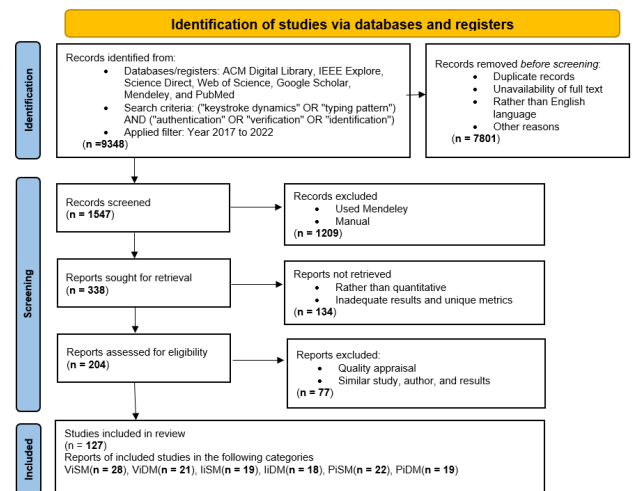 Identification of studies via databases and registers
Identification
Records identified from:
• Databases/registers: ACM Digital Library, IEEE Explore,
Science Direct, Web of Science, Google Scholar,
Mendeley, and PubMed
• Search criteria: ("keystroke dynamics" OR "typing pattern")
AND ("authentication" OR "verification" OR "identification")
• Applied filter: Year 2017 to 2022
(n =9348)
Records removed before screening:
• Duplicate records
• Unavailability of full text
• Rather than English
language
• Other reasons
(n = 7801)
Screening
Records screened
(n = 1547)
Records excluded
• Used Mendeley
• Manual
(n = 1209)
Reports sought for retrieval
(n = 338)
Reports not retrieved
• Rather than quantitative
• Inadequate results and unique metrics
(n = 134)
Reports assessed for eligibility
(n = 204)
Reports excluded:
• Quality appraisal
• Similar study, author, and results
(n = 77)
Included
Studies included in review
(n = 127)
Reports of included studies in the following categories
ViSM(n = 28), ViDM(n = 21), IiSM(n = 19), IiDM(n = 18), PiSM(n = 22), PiDM(n = 19)